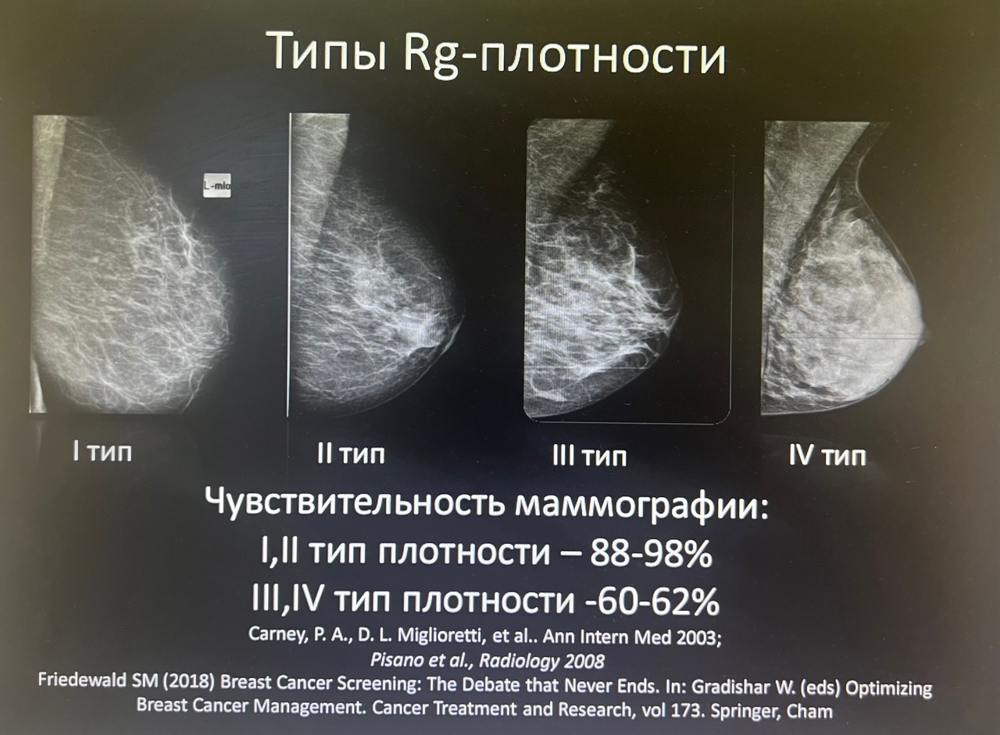 Типы Rg-плотности
L-mlo
I тип
II тип
III тип
IV тип
Чувствительность маммографии:
I,II тип плотности – 88-98%
III,IV тип плотности -60-62%
Carney, P. A., D. L. Miglioretti, et al.. Ann Intern Med 2003;
Pisano et al., Radiology 2008
Friedewald SM (2018) Breast Cancer Screening: The Debate that Never Ends. In: Gradishar W. (eds) Optimizing
Breast Cancer Management. Cancer Treatment and Research, vol 173. Springer, Cham